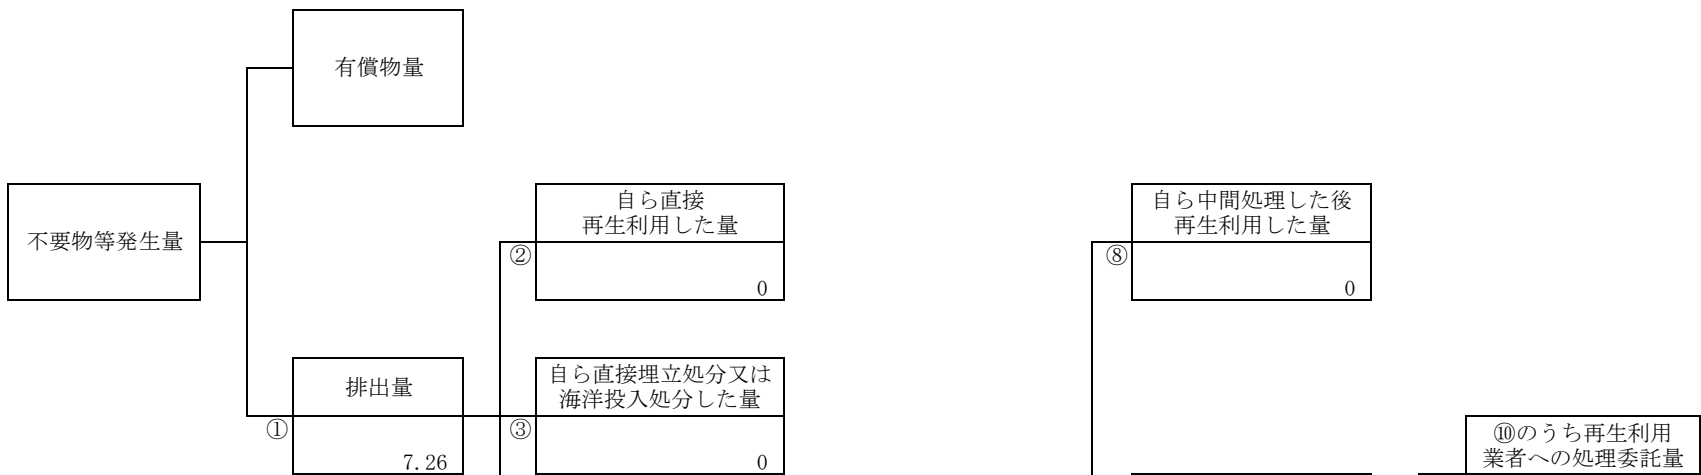 有償物量
不要物等発生量
自ら直接
再生利用した量
②
0
自ら中間処理した後
再生利用した量
⑧
0
排出量
①
7.26
自ら直接埋立処分又は
海洋投入処分した量
③
0
⑩のうち再生利用
業者への処理委託量